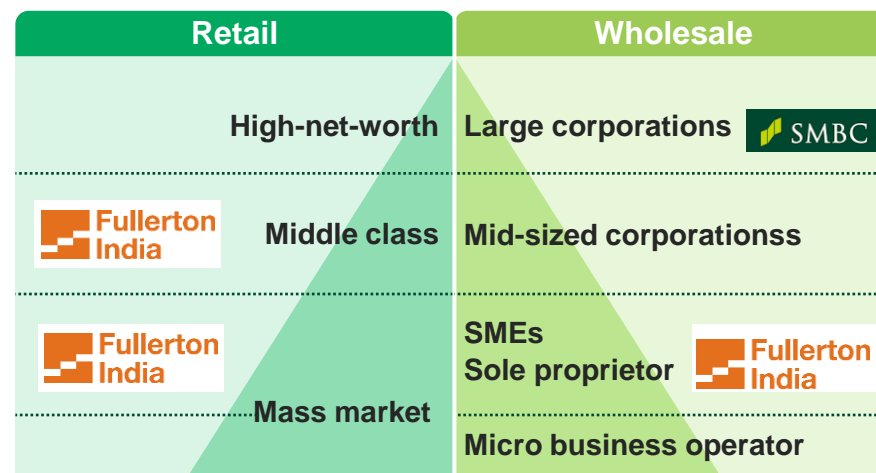 Retail
Wholesale
High-net-worth
Large corporations
SMBC
Fullerton
India
Middle class
Mid-sized corporationss
Fullerton
India
SMEs
Sole proprietor
Fullerton
India
Mass market
Micro business operator